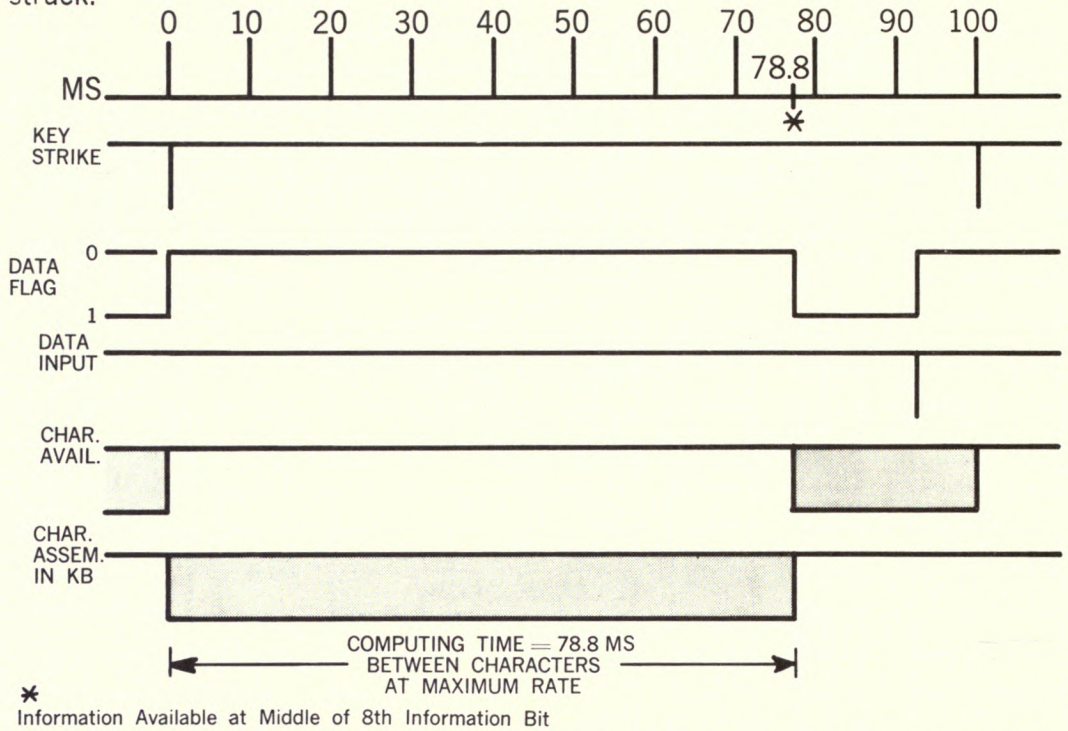 struck.
0 10 20 30 40 50 60 70 80 90 100
78.8
MS
*
KEY
STRIKE
0
DATA
FLAG
1
DATA
INPUT
CHAR.
AVAIL.
CHAR.
ASSEM.
IN KB
COMPUTING TIME = 78.8 MS
BETWEEN CHARACTERS
AT MAXIMUM RATE
*
Information Available at Middle of 8th Information Bit